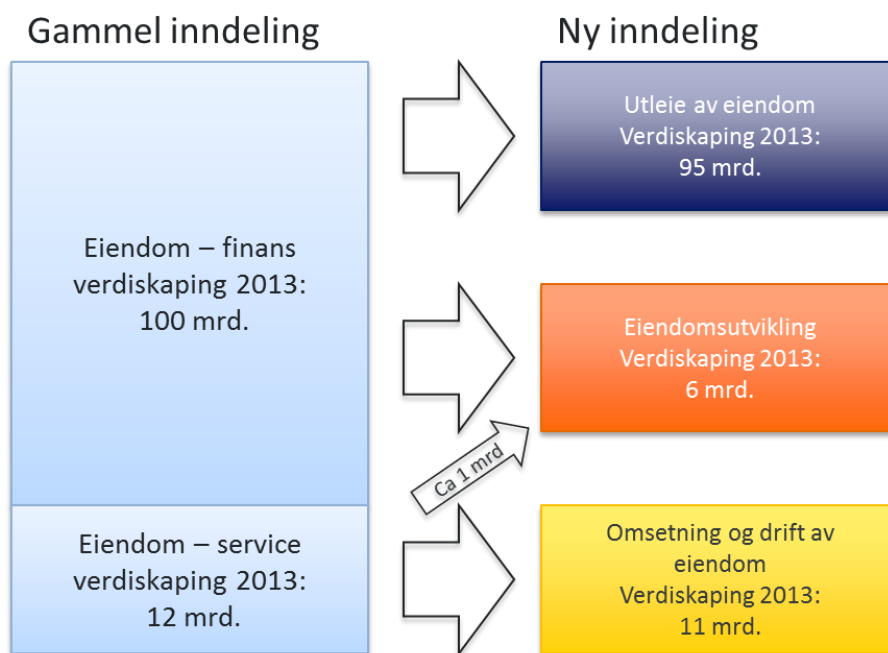 Gammel inndeling
Ny inndeling
Eiendom – finans
verdiskaping 2013:
100 mrd.
Eiendom – service
verdiskaping 2013:
12 mrd.
Ca 1 mrd
Utleie av eiendom
Verdiskaping 2013:
95 mrd.
Eiendomsutvikling
Verdiskaping 2013:
6 mrd.
Omsetning og drift av
eiendom
Verdiskaping 2013:
11 mrd.